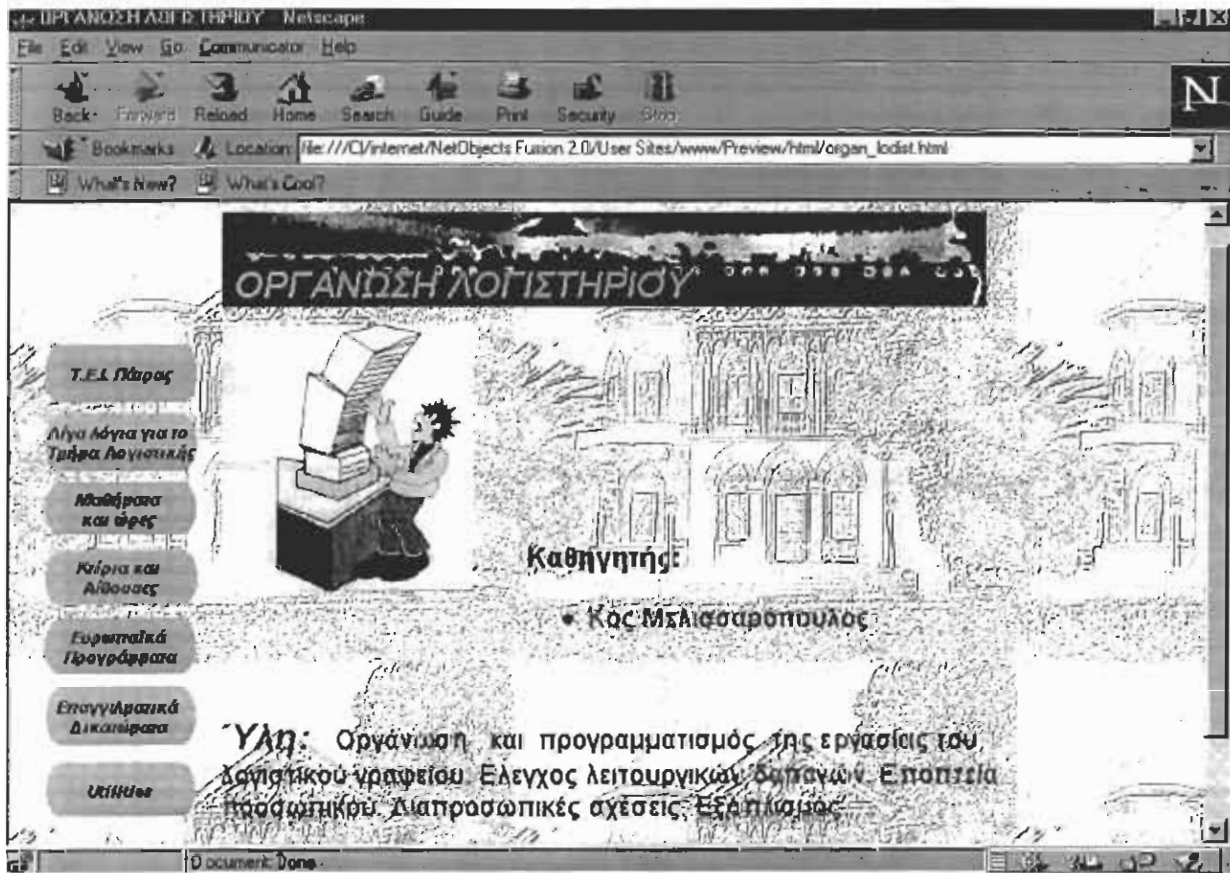 ΟΡΓΑΝΩΣΗ ΛΟΓΙΣΤΗΡΙΟΥ - Netscape
File Edit View Go Communicator Help
Back Forward Reload Home Search Guide Print Security Stop
N
Bookmarks Location: file:///C|/internet/NetObjects Fusion 2.0/User Sites/www/Preview/html/organ_lodist.html
What's New? What's Cool?
ΟΡΓΑΝΩΣΗ ΛΟΓΙΣΤΗΡΙΟΥ
Τ.Ε.Ι. Πάτρας
Λίγα λόγια για το
Τμήμα Λογιστικής
Μαθήματα
και ώρες
Κτίρια και
Αίθουσες
Ευρωπαϊκά
Προγράμματα
Επαγγελματικά
Δικαιώματα
Utilities
Καθηγητής:
• Κος
Ύλη: Οργάνωση και προγραμματισμός της εργασίας του
λογιστικού γραφείου. Ελεγχος λειτουργικών δαπανών. Εποπτεία
προσωπικού. Διαπροσωπικές σχέσεις. Εξοπλισμός.
Document: Done